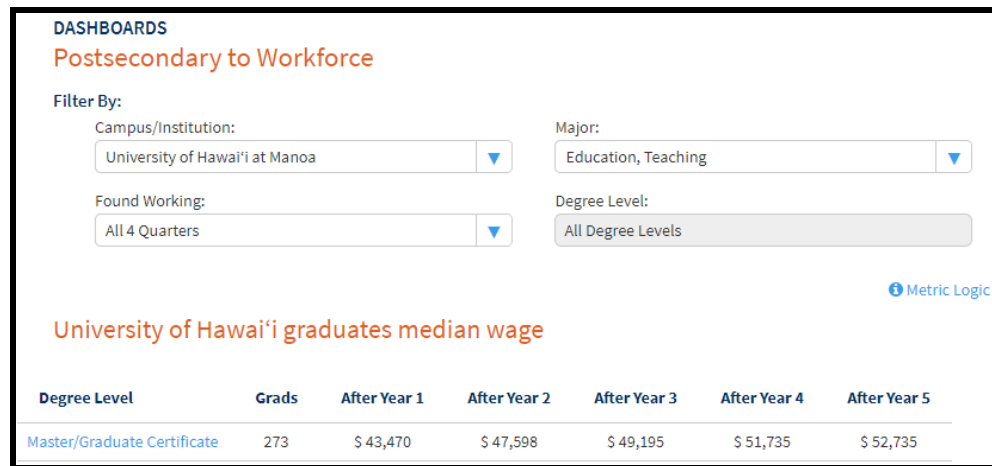 DASHBOARDS
Postsecondary to Workforce
Filter By:
Campus/Institution: Major:
University of Hawaiʻi at Manoa Education, Teaching
Found Working: Degree Level:
All 4 Quarters All Degree Levels
Metric Logic
University of Hawaiʻi graduates median wage
Degree Level Grads After Year 1 After Year 2 After Year 3 After Year 4 After Year 5
Master/Graduate Certificate 273 $ 43,470 $ 47,598 $ 49,195 $ 51,735 $ 52,735